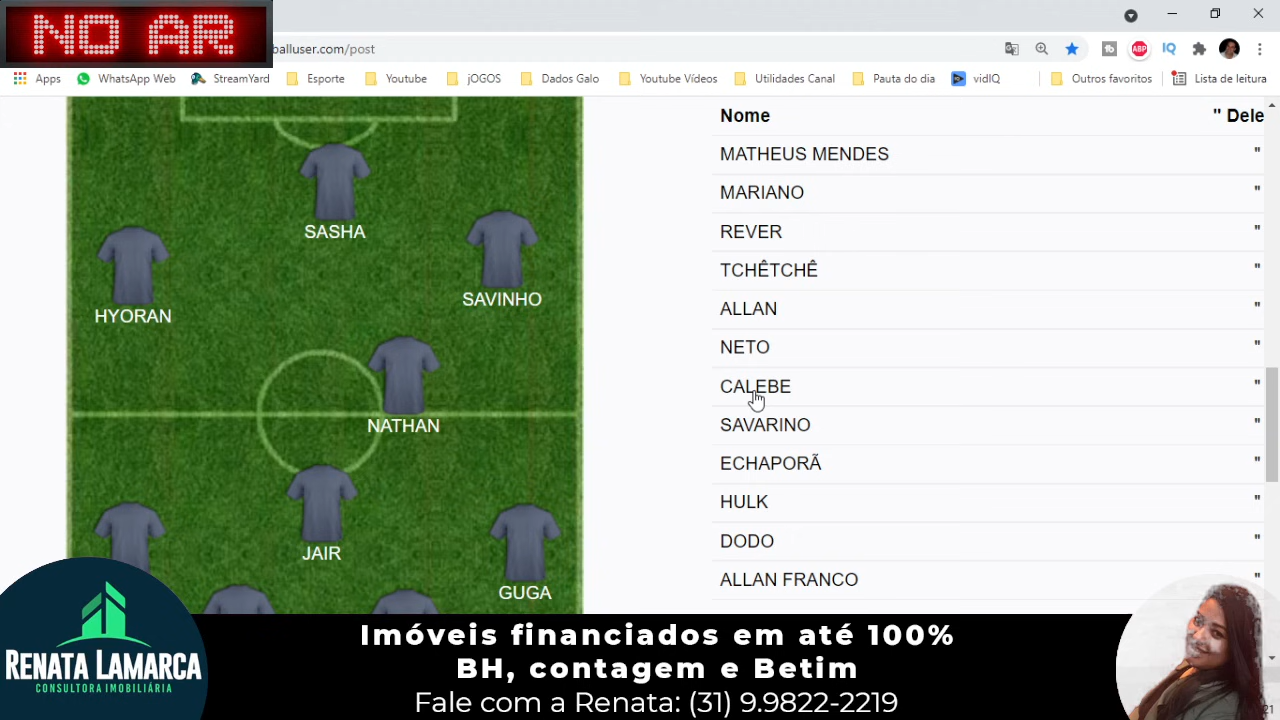 NO AR
balluser.com/post
ABP
IQ
Apps
WhatsApp Web
StreamYard
Esporte
Youtube
jOGOS
Dados Galo
Youtube Vídeos
Utilidades Canal
Pauta do dia
vidIQ
Outros favoritos
Lista de leitura
SASHA
HYORAN
SAVINHO
NATHAN
JAIR
GUGA
Nome " Dele
MATHEUS MENDES "
MARIANO "
REVER "
TCHÊTCHÊ "
ALLAN "
NETO "
CALEBE "
SAVARINO "
ECHAPORÃ "
HULK "
DODO "
ALLAN FRANCO "
RENATA LAMARCA
CONSULTORA IMOBILIÁRIA
Imóveis financiados em até 100%
BH, contagem e Betim
Fale com a Renata: (31) 9.9822-2219